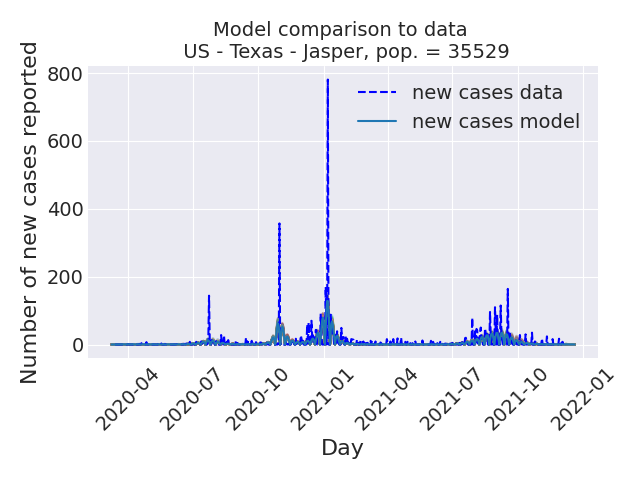 Model comparison to data
US - Texas - Jasper, pop. = 35529
Number of new cases reported
800
600
400
200
0
new cases data
new cases model
2020-04
2020-07
2020-10
2021-01
2021-04
2021-07
2021-10
2022-01
Day